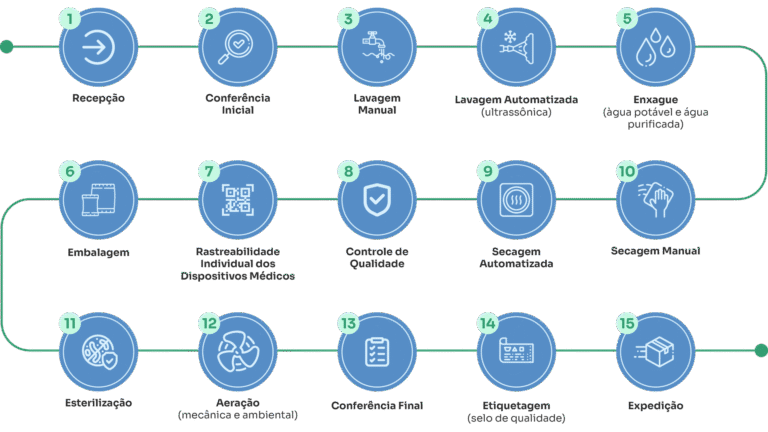 1
Recepção
2
Conferência
Inicial
3
Lavagem
Manual
4
Lavagem Automatizada
(ultrassônica)
5
Enxague
(àgua potável e água
purificada)
6
Embalagem
7
Rastreabilidade
Individual dos
Dispositivos Médicos
8
Controle de
Qualidade
9
Secagem
Automatizada
10
Secagem Manual
11
Esterilização
12
Aeração
(mecânica e ambiental)
13
Conferência Final
14
Etiquetagem
(selo de qualidade)
15
Expedição